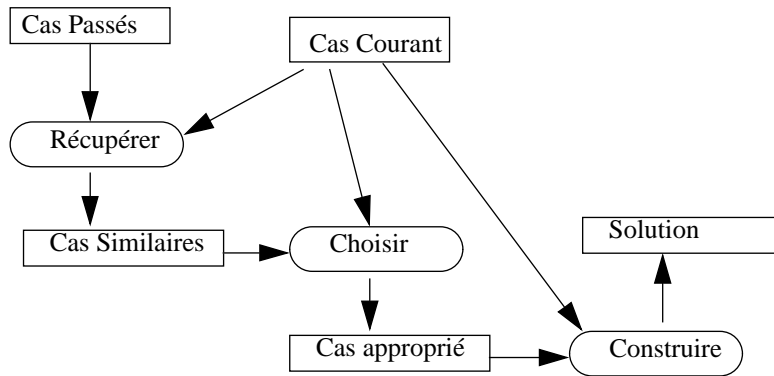 Cas Passés
Cas Courant
Récupérer
Cas Similaires
Choisir
Solution
Cas approprié
Construire